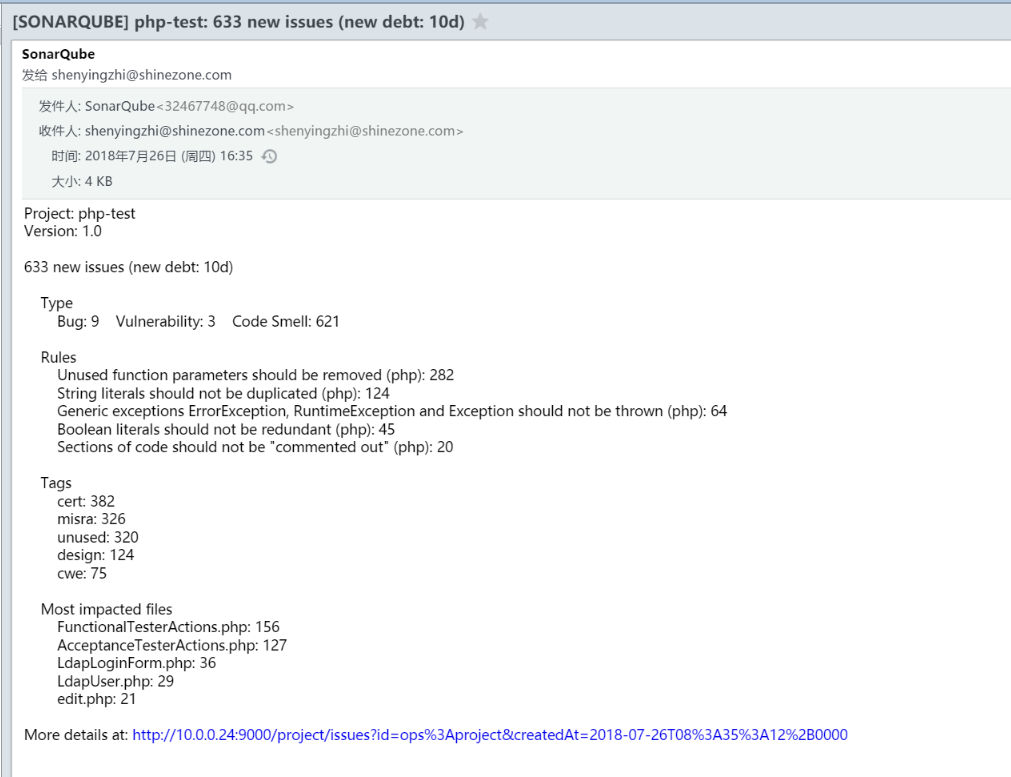 [SONARQUBE] php-test: 633 new issues (new debt: 10d)
SonarQube
发给 shenyingzhi@shinezone.com
发件人: SonarQube<32467748@qq.com>
收件人: shenyingzhi@shinezone.com<shenyingzhi@shinezone.com>
时间: 2018年7月26日 (周四) 16:35
大小: 4 KB
Project: php-test
Version: 1.0
633 new issues (new debt: 10d)
Type
Bug: 9 Vulnerability: 3 Code Smell: 621
Rules
Unused function parameters should be removed (php): 282
String literals should not be duplicated (php): 124
Generic exceptions ErrorException, RuntimeException and Exception should not be thrown (php): 64
Boolean literals should not be redundant (php): 45
Sections of code should not be "commented out" (php): 20
Tags
cert: 382
misra: 326
unused: 320
design: 124
cwe: 75
Most impacted files
FunctionalTesterActions.php: 156
AcceptanceTesterActions.php: 127
LdapLoginForm.php: 36
LdapUser.php: 29
edit.php: 21
More details at: http://10.0.0.24:9000/project/issues?id=ops%3Aproject&createdAt=2018-07-26T08%3A35%3A12%2B0000